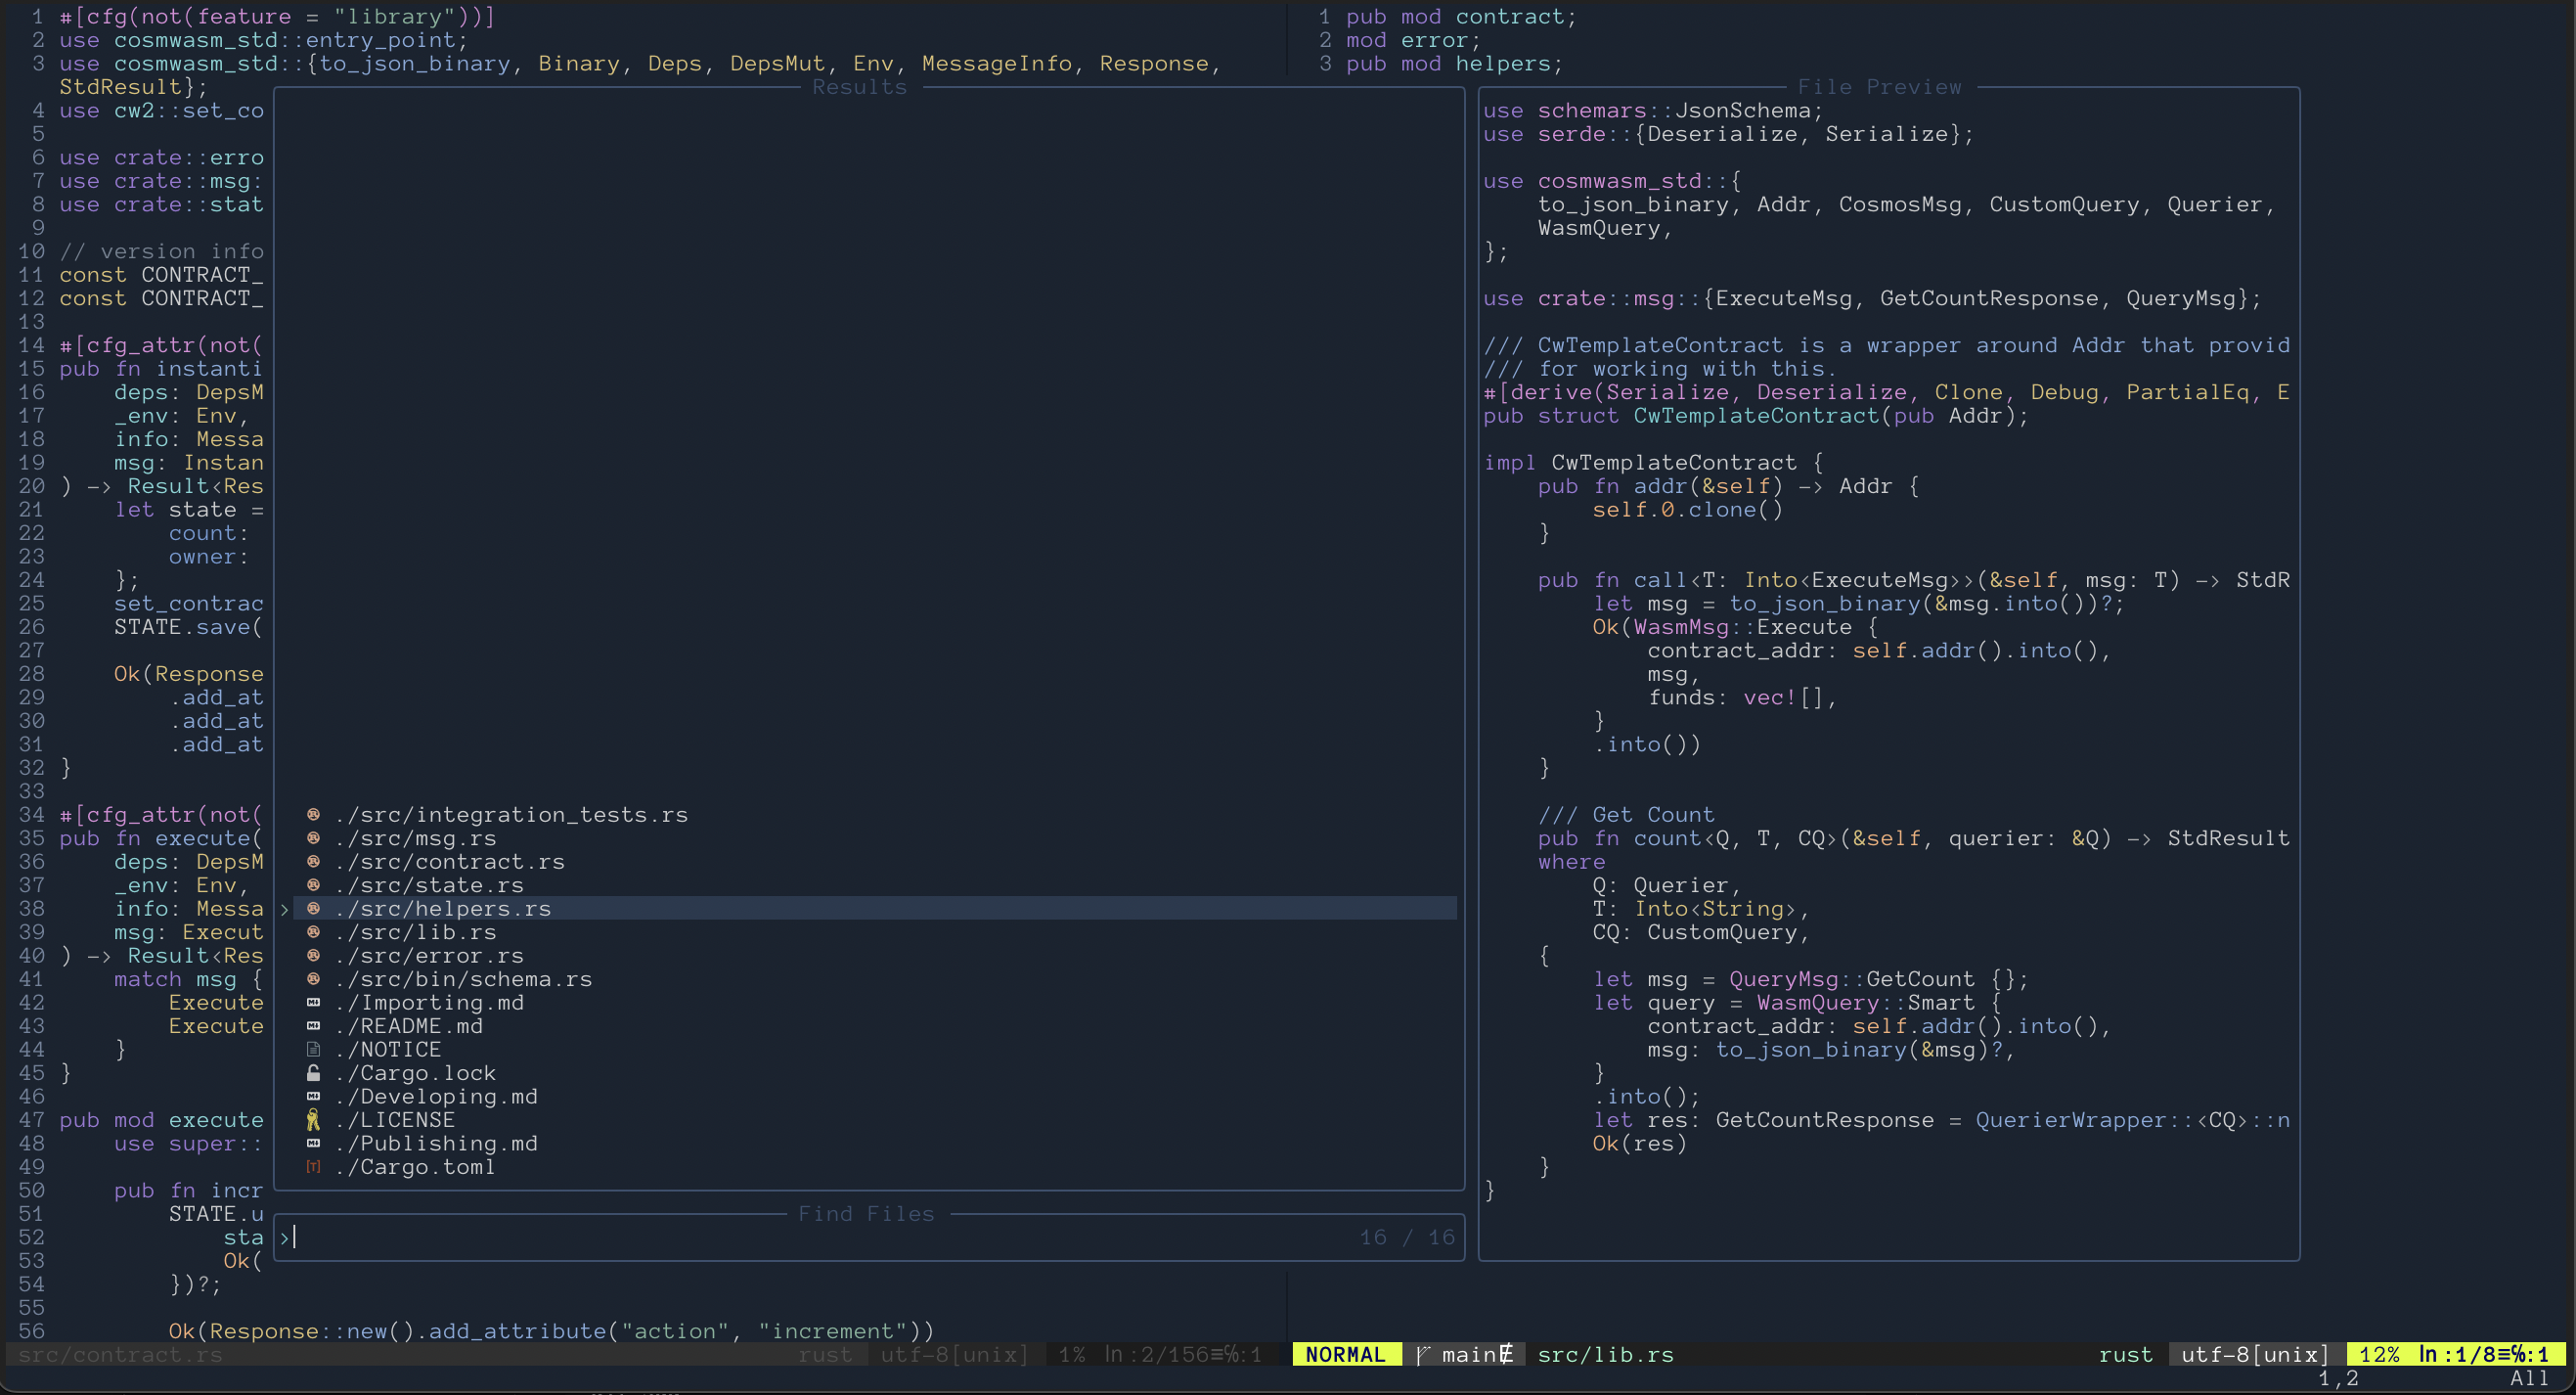 1 #[cfg(not(feature = "library"))]
2 use cosmwasm_std::entry_point;
3 use cosmwasm_std::{to_json_binary, Binary, Deps, DepsMut, Env, MessageInfo, Response,
StdResult};
4 use cw2::set_co
5
6 use crate::erro
7 use crate::msg:
8 use crate::stat
9
10 // version info
11 const CONTRACT_
12 const CONTRACT_
13
14 #[cfg_attr(not(
15 pub fn instanti
16     deps: DepsM
17     _env: Env,
18     info: Messa
19     msg: Instan
20 ) -> Result<Res
21     let state =
22         count:
23         owner:
24     };
25     set_contrac
26     STATE.save(
27
28     Ok(Response
29         .add_at
30         .add_at
31         .add_at
32 }
33
34 #[cfg_attr(not(
35 pub fn execute(
36     deps: DepsM
37     _env: Env,
38     info: Messa
39     msg: Execut
40 ) -> Result<Res
41     match msg {
42         Execute
43         Execute
44     }
45 }
46
47 pub mod execute
48     use super::
49
50     pub fn incr
51         STATE.u
52             sta
53             Ok(
54         })?;
55
56         Ok(Response::new().add_attribute("action", "increment"))
src/contract.rs rust utf-8[unix] 1% ln :2/156≡%:1
1 pub mod contract;
2 mod error;
3 pub mod helpers;
Results
./src/integration_tests.rs
./src/msg.rs
./src/contract.rs
./src/state.rs
> ./src/helpers.rs
./src/lib.rs
./src/error.rs
./src/bin/schema.rs
./Importing.md
./README.md
./NOTICE
./Cargo.lock
./Developing.md
./LICENSE
./Publishing.md
./Cargo.toml
Find Files
> 16 / 16
File Preview
use schemars::JsonSchema;
use serde::{Deserialize, Serialize};

use cosmwasm_std::{
    to_json_binary, Addr, CosmosMsg, CustomQuery, Querier,
    WasmQuery,
};

use crate::msg::{ExecuteMsg, GetCountResponse, QueryMsg};

/// CwTemplateContract is a wrapper around Addr that provid
/// for working with this.
#[derive(Serialize, Deserialize, Clone, Debug, PartialEq, E
pub struct CwTemplateContract(pub Addr);

impl CwTemplateContract {
    pub fn addr(&self) -> Addr {
        self.0.clone()
    }

    pub fn call<T: Into<ExecuteMsg>>(&self, msg: T) -> StdR
        let msg = to_json_binary(&msg.into())?;
        Ok(WasmMsg::Execute {
            contract_addr: self.addr().into(),
            msg,
            funds: vec![],
        }
        .into())
    }

    /// Get Count
    pub fn count<Q, T, CQ>(&self, querier: &Q) -> StdResult
    where
        Q: Querier,
        T: Into<String>,
        CQ: CustomQuery,
    {
        let msg = QueryMsg::GetCount {};
        let query = WasmQuery::Smart {
            contract_addr: self.addr().into(),
            msg: to_json_binary(&msg)?,
        }
        .into();
        let res: GetCountResponse = QuerierWrapper::<CQ>::n
        Ok(res)
    }
}
NORMAL main src/lib.rs rust utf-8[unix] 12% ln :1/8≡%:1
1,2 All